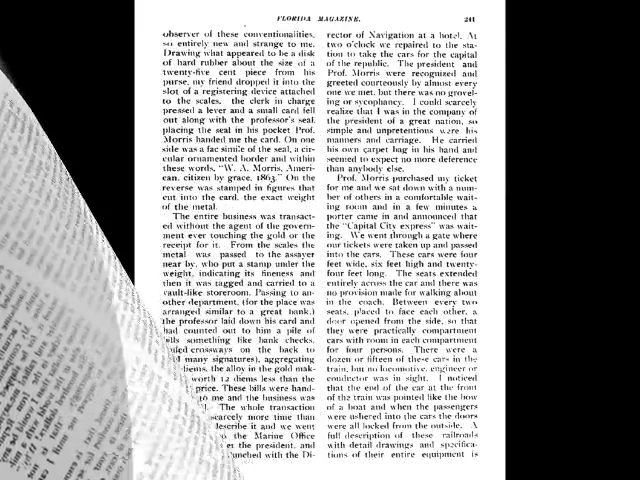 FLORIDA MAGAZINE. 241
observer of these conventionalities,
so entirely new and strange to me.
Drawing what appeared to be a disk
of hard rubber about the size of a
twenty-five cent piece from his
purse, my friend dropped it into the
slot of a registering device attached
to the scales, the clerk in charge
pressed a lever and a small card fell
out along with the professor's seal,
placing the seal in his pocket Prof.
Morris handed me the card. On one
side was a fac simile of the seal, a cir-
cular ornamented border and within
these words, "W. A. Morris, Ameri-
can, citizen by grace, 1863." On the
reverse was stamped in figures that
cut into the card, the exact weight
of the metal.
The entire business was transact-
ed without the agent of the govern-
ment ever touching the gold or the
receipt for it. From the scales the
metal was passed to the assayer
near by, who put a stamp under the
weight, indicating its fineness and
then it was tagged and carried to a
vault-like storeroom. Passing to an-
other department, (for the place was
arranged similar to a great bank,)
the professor laid down his card and
had counted out to him a pile of
bills something like bank checks,
crossways on the back to
many signatures), aggregating
diems, the alloy in the gold mak-
worth 12 diems less than the
price. These bills were hand-
to me and the business was
The whole transaction
scarcely more time than
describe it and we went
the Marine Office
the president, and
lunched with the Di-
rector of Navigation at a hotel. At
two o'clock we repaired to the sta-
tion to take the cars for the capital
of the republic. The president and
Prof. Morris were recognized and
greeted courteously by almost every
one we met, but there was no grovel-
ing or sycophancy. I could scarcely
realize that I was in the company of
the president of a great nation, so
simple and unpretentious were his
manners and carriage. He carried
his own carpet bag in his hand and
seemed to expect no more deference
than anybody else.
Prof. Morris purchased my ticket
for me and we sat down with a num-
ber of others in a comfortable wait-
ing room and in a few minutes a
porter came in and announced that
the "Capital City express" was wait-
ing. We went through a gate where
our tickets were taken up and passed
into the cars. These cars were four
feet wide, six feet high and twenty-
four feet long. The seats extended
entirely across the car and there was
no provision made for walking about
in the coach. Between every two
seats, placed to face each other, a
door opened from the side, so that
they were practically compartment
cars with room in each compartment
for four persons. There were a
dozen or fifteen of these cars in the
train, but no locomotive, engineer or
conductor was in sight. I noticed
that the end of the car at the front
of the train was pointed like the bow
of a boat and when the passengers
were ushered into the cars the doors
were all locked from the outside. A
full description of these railroads
with detail drawings and specifica-
tions of their entire equipment is